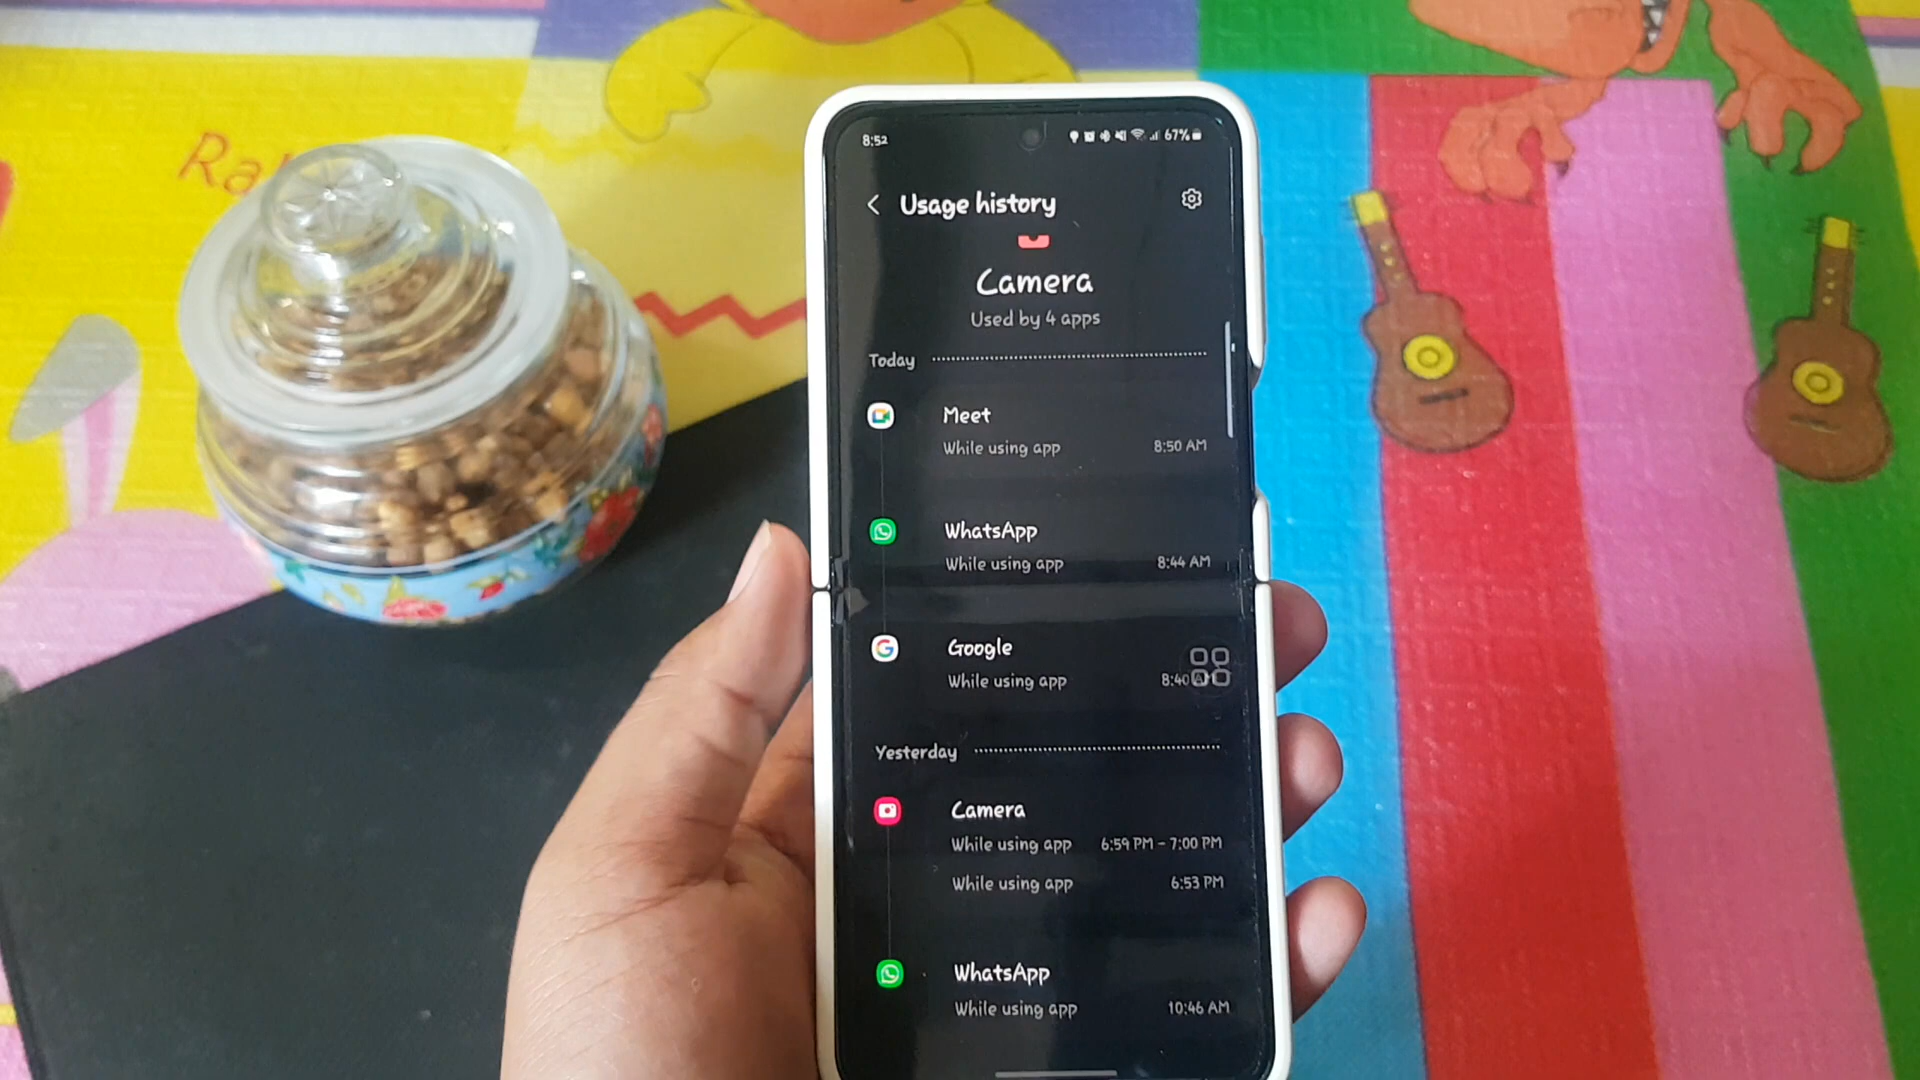 Ra
8:52
67%
Usage history
Camera
Used by 4 apps
Today
Meet
While using app 8:50 AM
WhatsApp
While using app 8:44 AM
Google
While using app 8:40 AM
Yesterday
Camera
While using app 6:59 PM - 7:00 PM
While using app 6:53 PM
WhatsApp
While using app 10:46 AM